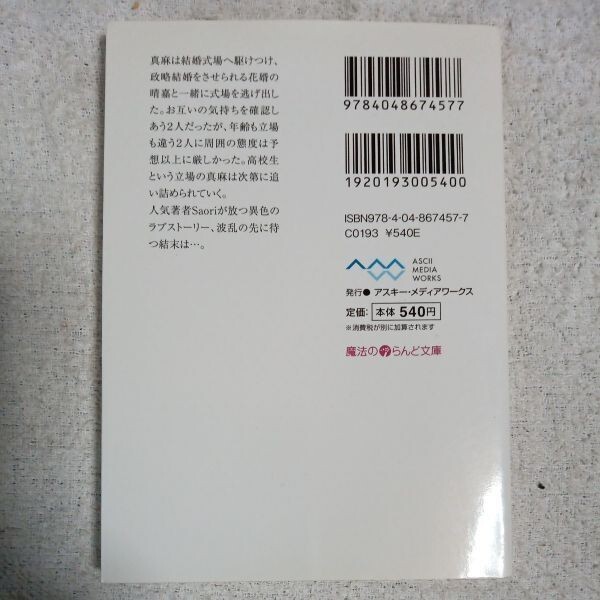 真麻は結婚式場へ駆けつけ、
政略結婚をさせられる花婿の
晴嘉と一緒に式場を逃げ出し
た。お互いの気持ちを確認し
あう2人だったが、年齢も立場
も違う2人に周囲の態度は予
想以上に厳しかった。高校生
という立場の真麻は次第に追
い詰められていく。
人気著者Saoriが放つ異色の
ラブストーリー、波乱の先に待
つ結末は…。
9784048674577
1920193005400
ISBN978-4-04-867457-7
C0193 ¥540E
ASCII
MEDIA
WORKS
発行● アスキー・メディアワークス
定価: 本体 540円
※消費税が別に加算されます
魔法のiらんど文庫